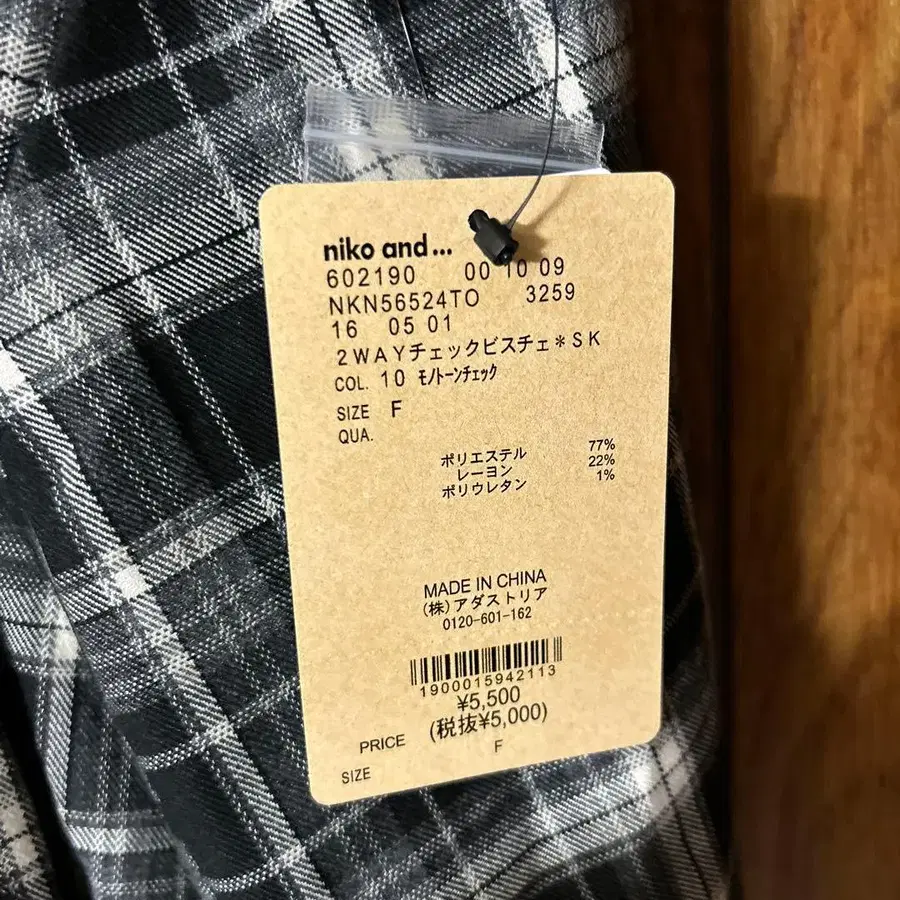 niko and ...
602190 00 10 09
NKN56524TO 3259
16 05 01
2WAYチェックビスチェ*SK
COL. 10 ﾓﾉﾄｰﾝﾁｪｯｸ
SIZE F
QUA.
ポリエステル 77%
レーヨン 22%
ポリウレタン 1%
MADE IN CHINA
(株)アダストリア
0120-601-162
1900015942113
¥5,500
PRICE (税抜¥5,000)
SIZE F